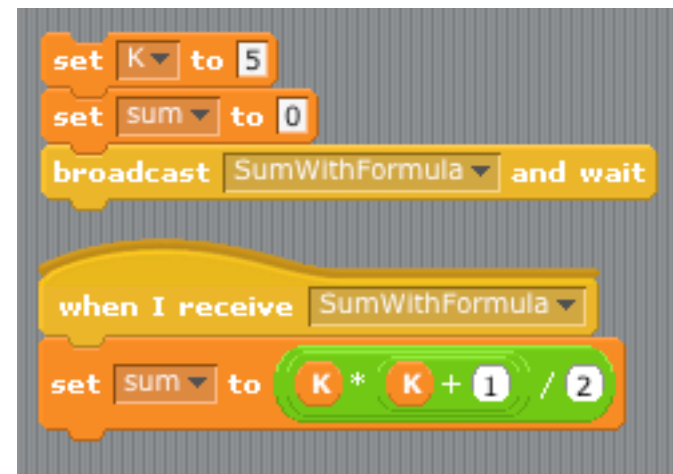 set K to 5
set sum to 0
broadcast SumWithFormula and wait
when I receive SumWithFormula
set sum to K * K + 1 / 2